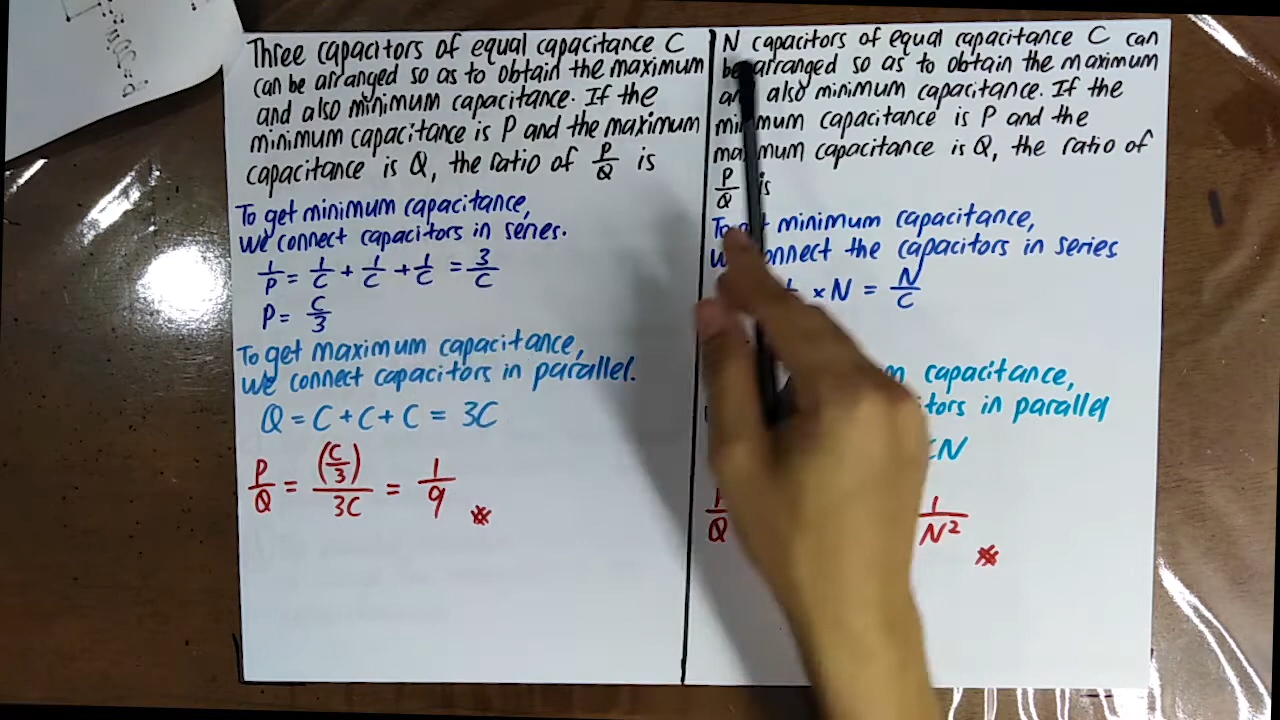 Three capacitors of equal capacitance C
can be arranged so as to obtain the maximum
and also minimum capacitance. If the
minimum capacitance is P and the maximum
capacitance is Q, the ratio of P/Q is
To get minimum capacitance,
we connect capacitors in series.
1/P = 1/C + 1/C + 1/C = 3/C
P = C/3
To get maximum capacitance,
we connect capacitors in parallel.
Q = C + C + C = 3C
P/Q = (C/3)/3C = 1/9
N capacitors of equal capacitance C can
be arranged so as to obtain the maximum
and also minimum capacitance. If the
minimum capacitance is P and the
maximum capacitance is Q, the ratio of
P/Q is
To get minimum capacitance,
we connect the capacitors in series
× N = N/C
capacitance,
in parallel
CN
P/Q 1/N²